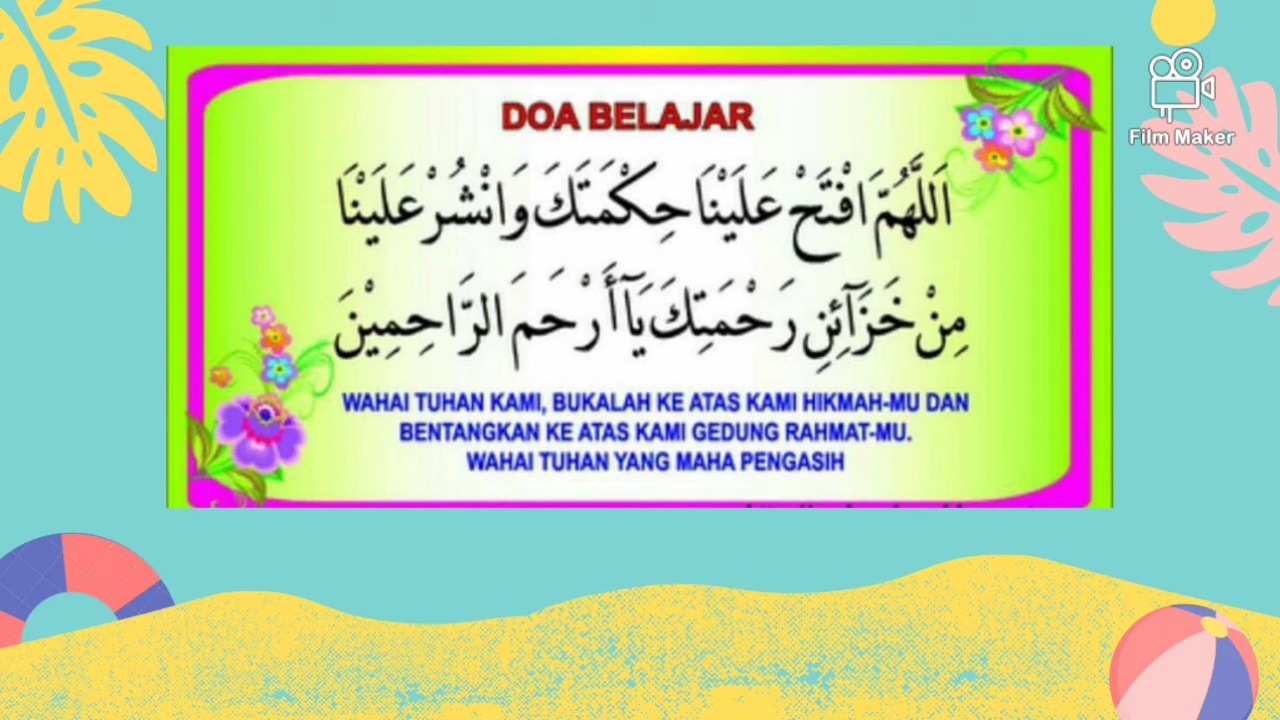 DOA BELAJAR
اَللّٰهُمَّ افْتَحْ عَلَيْنَا حِكْمَتَكَ وَانْشُرْ عَلَيْنَا
مِنْ خَزَآئِنِ رَحْمَتِكَ يَآ أَرْحَمَ الرَّاحِمِيْنَ
WAHAI TUHAN KAMI, BUKALAH KE ATAS KAMI HIKMAH-MU DAN
BENTANGKAN KE ATAS KAMI GEDUNG RAHMAT-MU.
WAHAI TUHAN YANG MAHA PENGASIH
Film Maker